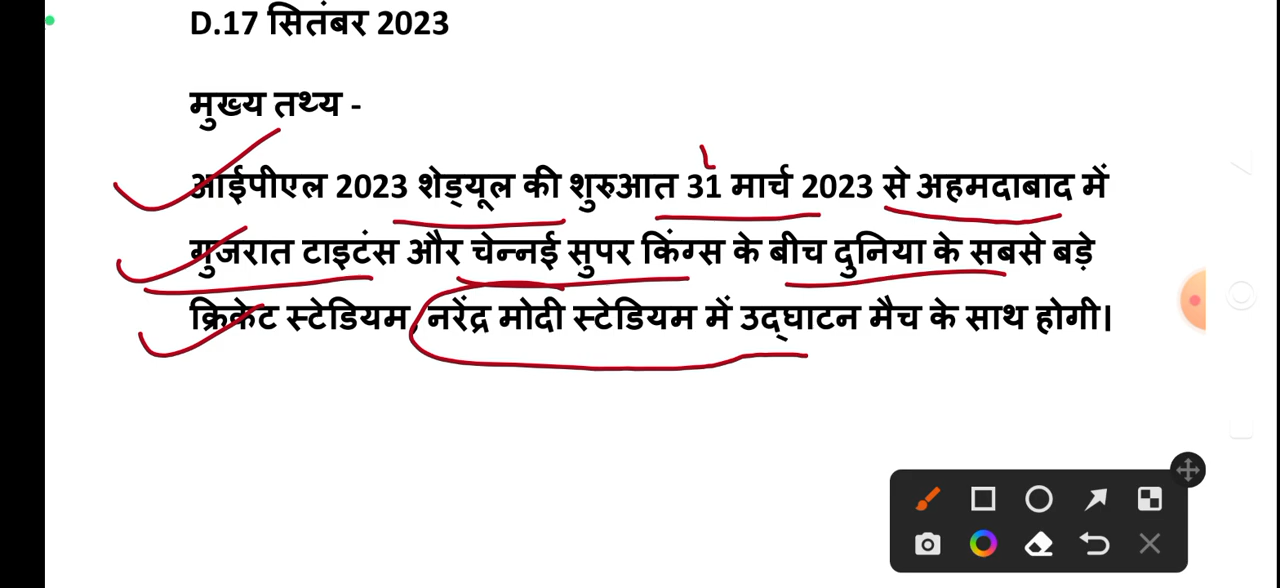 D.17 सितंबर 2023
मुख्य तथ्य -
आईपीएल 2023 शेड्यूल की शुरुआत 31 मार्च 2023 से अहमदाबाद में
गुजरात टाइटंस और चेन्नई सुपर किंग्स के बीच दुनिया के सबसे बड़े
क्रिकेट स्टेडियम, नरेंद्र मोदी स्टेडियम में उद्घाटन मैच के साथ होगी।